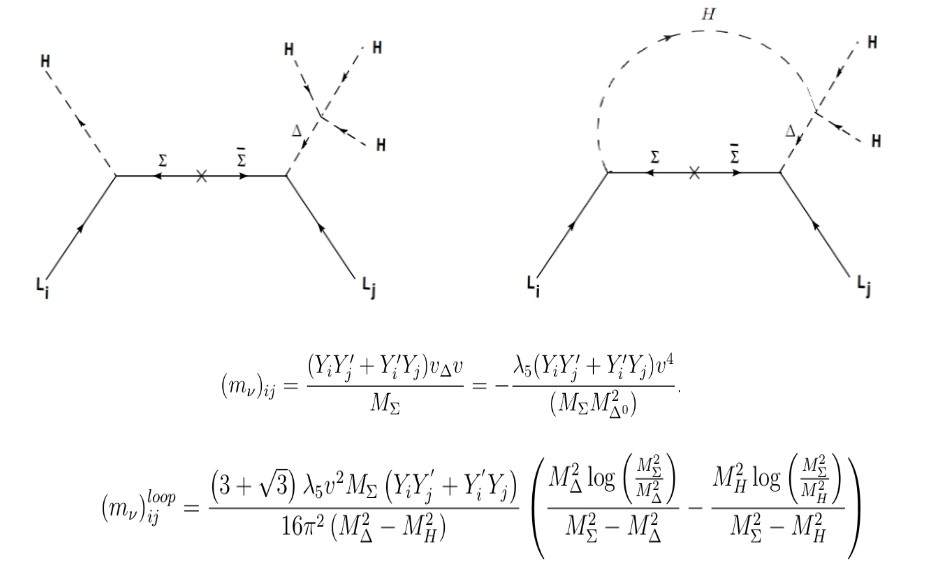 H H H H
Δ
Σ Σ̄
L_i L_j
H
H
Δ H
Σ Σ̄
L_i L_j
(m_ν)_{ij} = \frac{(Y_i Y'_j + Y'_i Y_j) v_Δ v}{M_Σ} = -\frac{λ_5 (Y_i Y'_j + Y'_i Y_j) v^4}{(M_Σ M^2_{Δ^0})}.
(m_ν)^{loop}_{ij} = \frac{(3 + \sqrt{3}) λ_5 v^2 M_Σ (Y_i Y'_j + Y'_i Y_j)}{16π^2 (M^2_Δ - M^2_H)} \left( \frac{M^2_Δ \log \left( \frac{M^2_Σ}{M^2_Δ} \right)}{M^2_Σ - M^2_Δ} - \frac{M^2_H \log \left( \frac{M^2_Σ}{M^2_H} \right)}{M^2_Σ - M^2_H} \right)